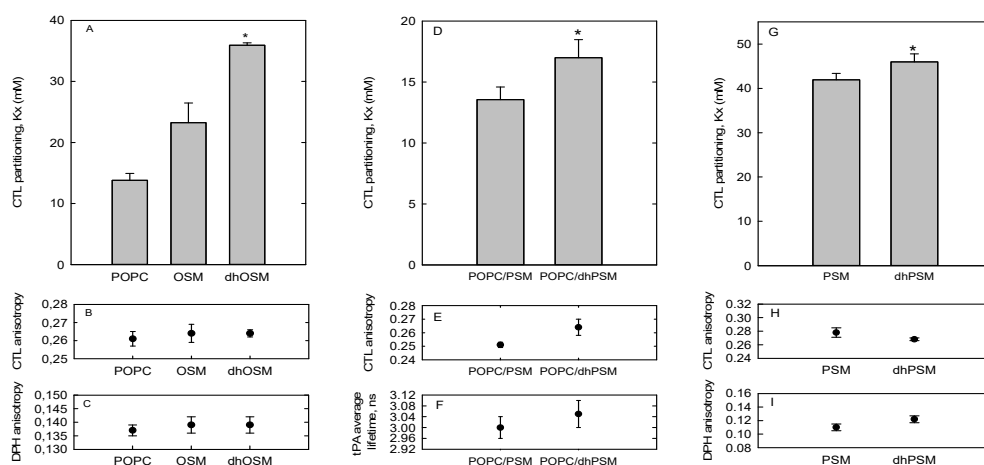 A
CTL partitioning, Kx (mM)
40
30
20
10
0
*
POPC OSM dhOSM
B
CTL anisotropy
0,28
0,27
0,26
0,25
POPC OSM dhOSM
C
DPH anisotropy
0,150
0,145
0,140
0,135
0,130
POPC OSM dhOSM
D
CTL partitioning, Kx (mM)
20
15
10
5
0
*
POPC/PSM POPC/dhPSM
E
CTL anisotropy
0.28
0.27
0.26
0.25
0.24
POPC/PSM POPC/dhPSM
F
tPA average
lifetime, ns
3.12
3.08
3.04
3.00
2.96
2.92
POPC/PSM POPC/dhPSM
G
CTL partitioning, Kx (mM)
50
40
30
20
10
0
*
PSM dhPSM
H
CTL anisotropy
0.32
0.30
0.28
0.26
0.24
PSM dhPSM
I
DPH anisotropy
0.16
0.14
0.12
0.10
0.08
PSM dhPSM